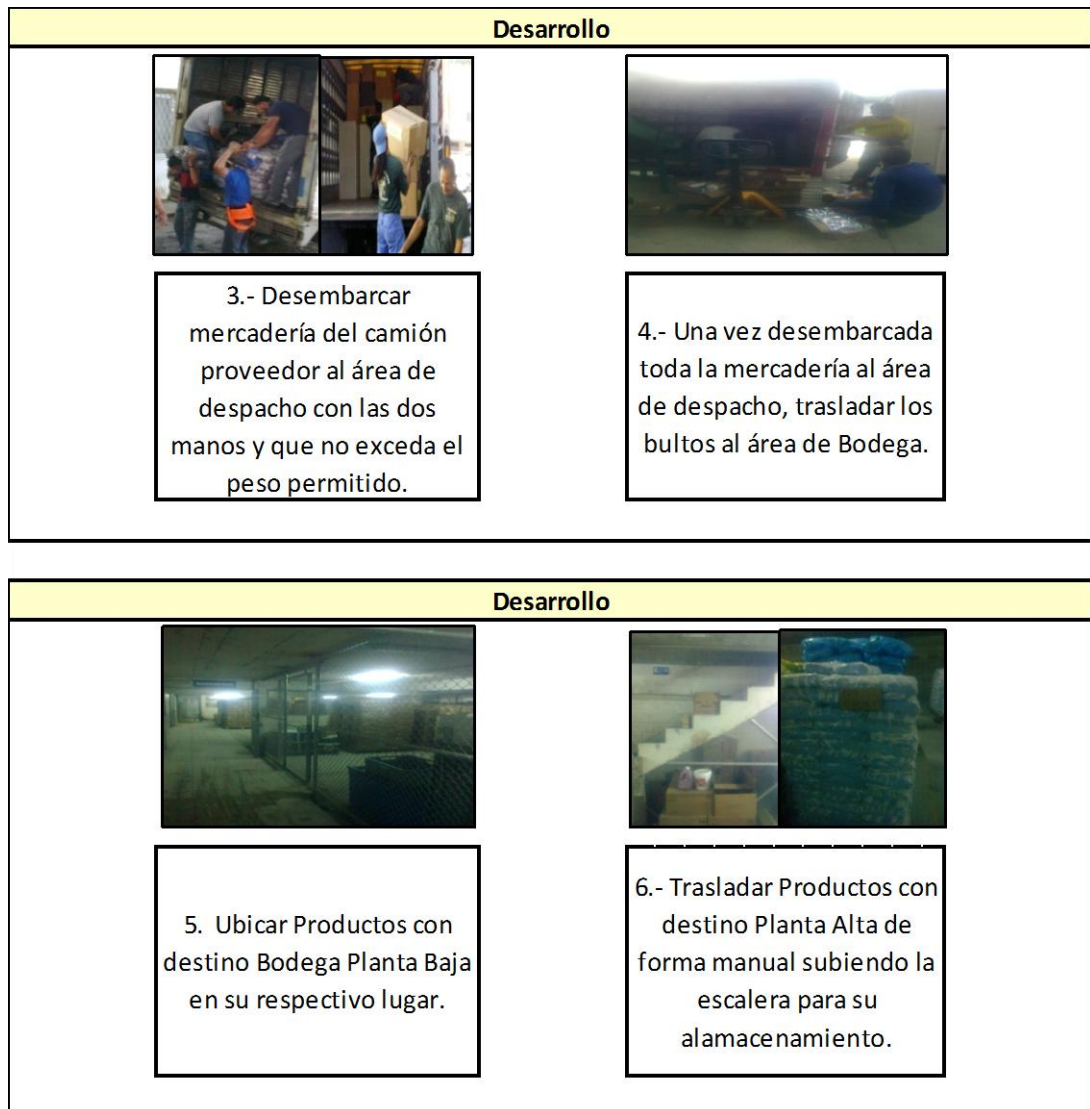 Desarrollo
3.- Desembarcar
mercadería del camión
proveedor al área de
despacho con las dos
manos y que no exceda el
peso permitido.
4.- Una vez desembarcada
toda la mercadería al área
de despacho, trasladar los
bultos al área de Bodega.
Desarrollo
5.  Ubicar Productos con
destino Bodega Planta Baja
en su respectivo lugar.
6.- Trasladar Productos con
destino Planta Alta de
forma manual subiendo la
escalera para su
alamacenamiento.